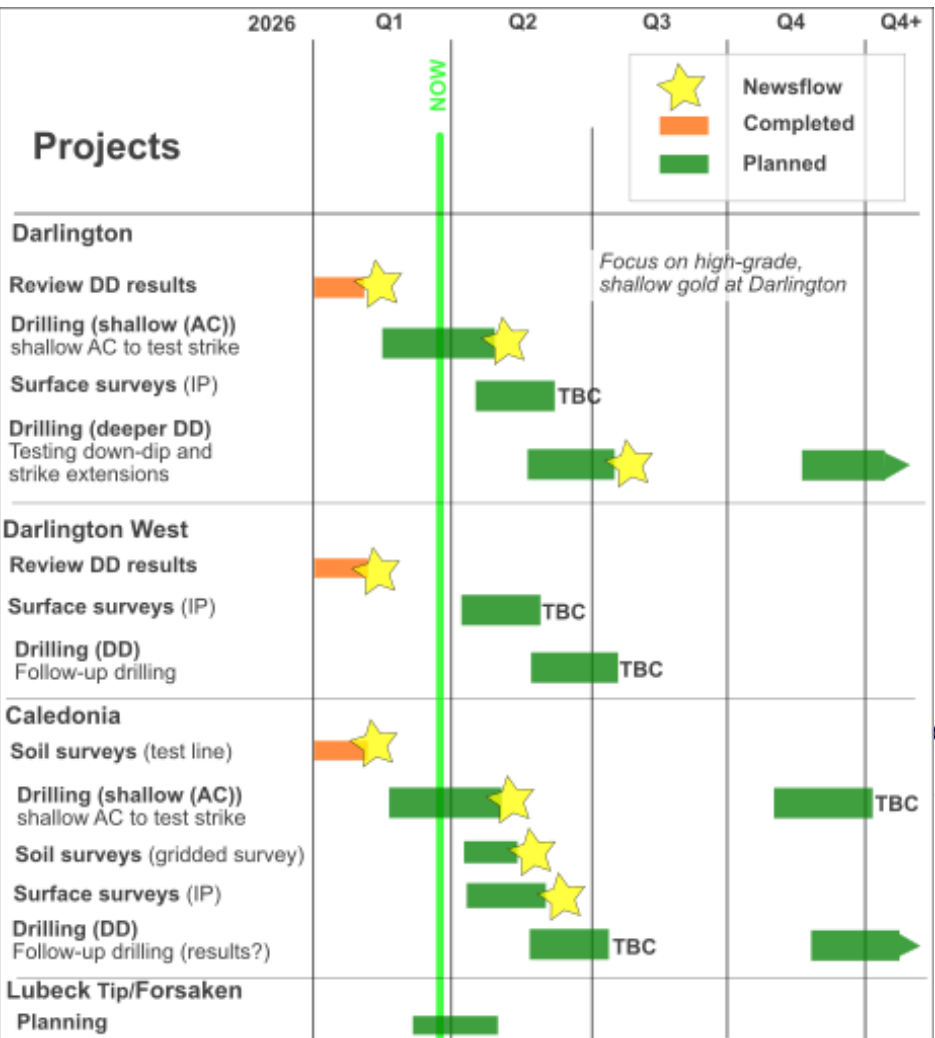 2026 Q1 Q2 Q3 Q4 Q4+
NOW
Newsflow
Completed
Planned
Projects
Darlington
Focus on high-grade,
shallow gold at Darlington
Review DD results
Drilling (shallow (AC))
shallow AC to test strike
Surface surveys (IP) TBC
Drilling (deeper DD)
Testing down-dip and
strike extensions
Darlington West
Review DD results
Surface surveys (IP) TBC
Drilling (DD)
Follow-up drilling TBC
Caledonia
Soil surveys (test line)
Drilling (shallow (AC)) TBC
shallow AC to test strike
Soil surveys (gridded survey)
Surface surveys (IP)
Drilling (DD) TBC
Follow-up drilling (results?)
Lubeck Tip/Forsaken
Planning